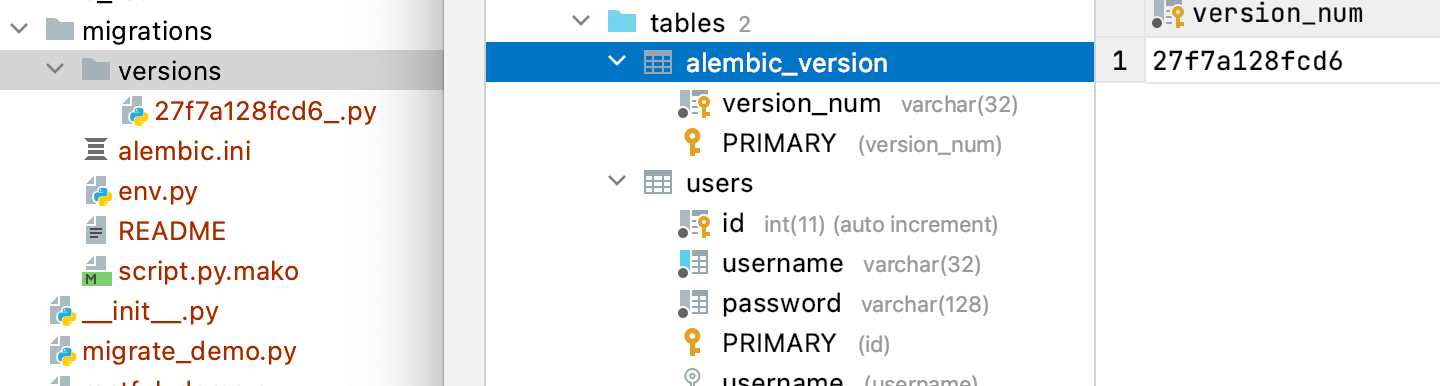 migrations
versions
27f7a128fcd6_.py
alembic.ini
env.py
README
script.py.mako
__init__.py
migrate_demo.py
tables 2
alembic_version
version_num varchar(32)
PRIMARY (version_num)
users
id int(11) (auto increment)
username varchar(32)
password varchar(128)
PRIMARY (id)
username (username)
version_num
1 27f7a128fcd6